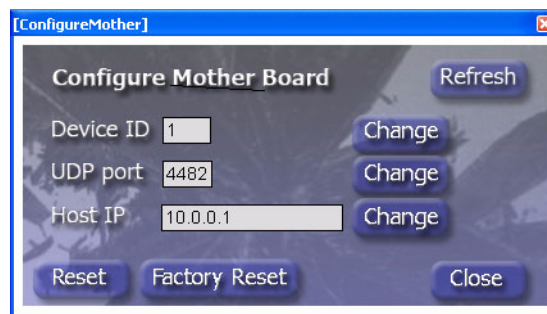 [ConfigureMother]
Configure Mother Board Refresh
Device ID 1 Change
UDP port 4482 Change
Host IP 10.0.0.1 Change
Reset Factory Reset Close